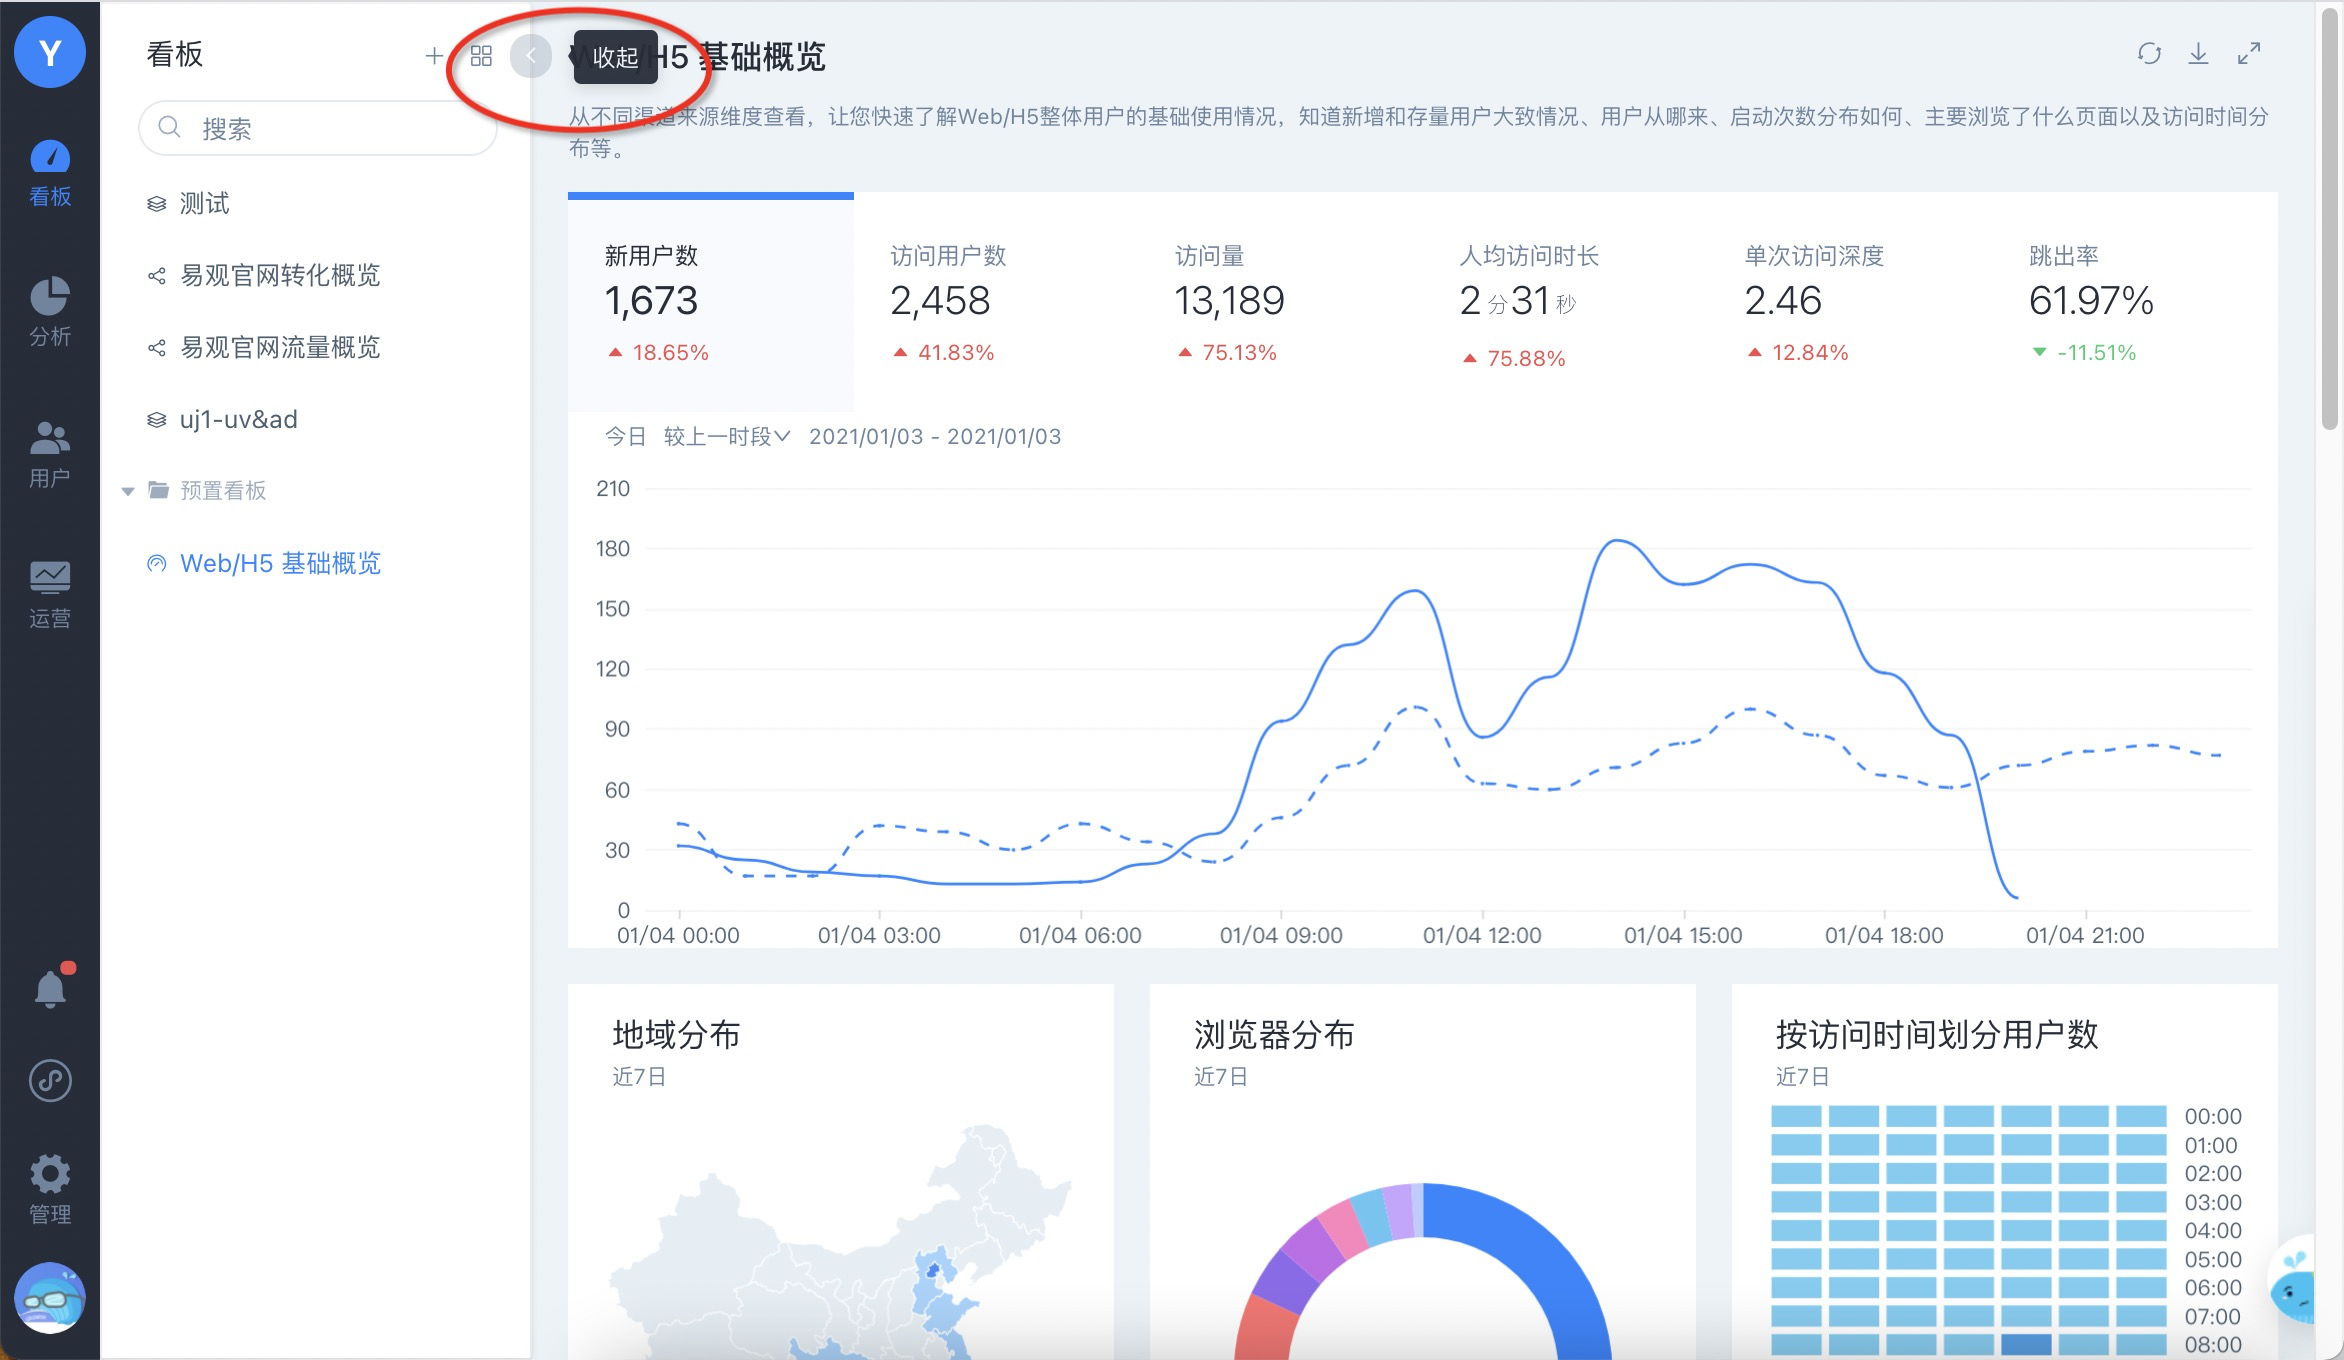 Y
看板
分析
用户
运营
管理
看板
搜索
测试
易观官网转化概览
易观官网流量概览
uj1-uv&ad
预置看板
Web/H5 基础概览
收起
/H5 基础概览
从不同渠道来源维度查看，让您快速了解Web/H5整体用户的基础使用情况，知道新增和存量用户大致情况、用户从哪来、启动次数分布如何、主要浏览了什么页面以及访问时间分
布等。
新用户数
1,673
18.65%
访问用户数
2,458
41.83%
访问量
13,189
75.13%
人均访问时长
2分31秒
75.88%
单次访问深度
2.46
12.84%
跳出率
61.97%
-11.51%
今日 较上一时段 2021/01/03 - 2021/01/03
210
180
150
120
90
60
30
0
01/04 00:00 01/04 03:00 01/04 06:00 01/04 09:00 01/04 12:00 01/04 15:00 01/04 18:00 01/04 21:00
地域分布
近7日
浏览器分布
近7日
按访问时间划分用户数
近7日
00:00
01:00
02:00
03:00
04:00
05:00
06:00
07:00
08:00